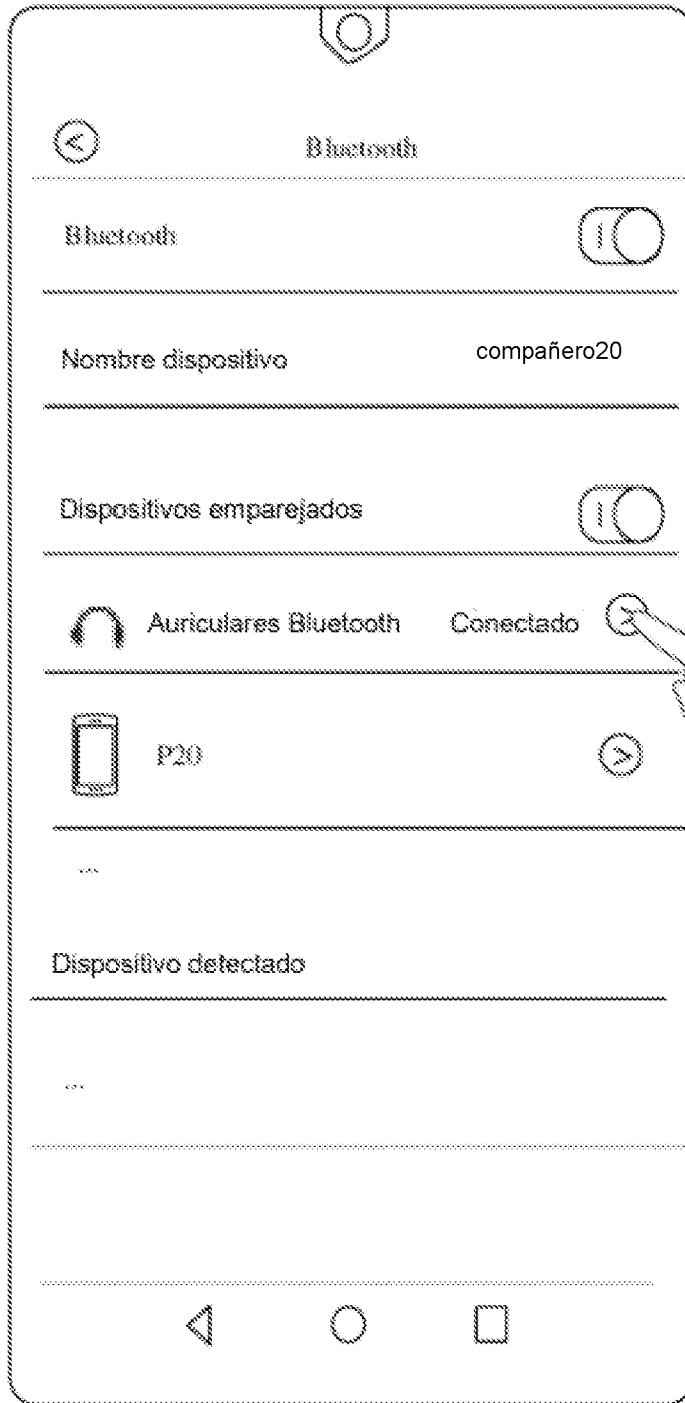 Bluetooth
Bluetooth
Nombre dispositivo compañero20
Dispositivos emparejados
Auriculares Bluetooth Conectado
P20
...
Dispositivo detectado
...